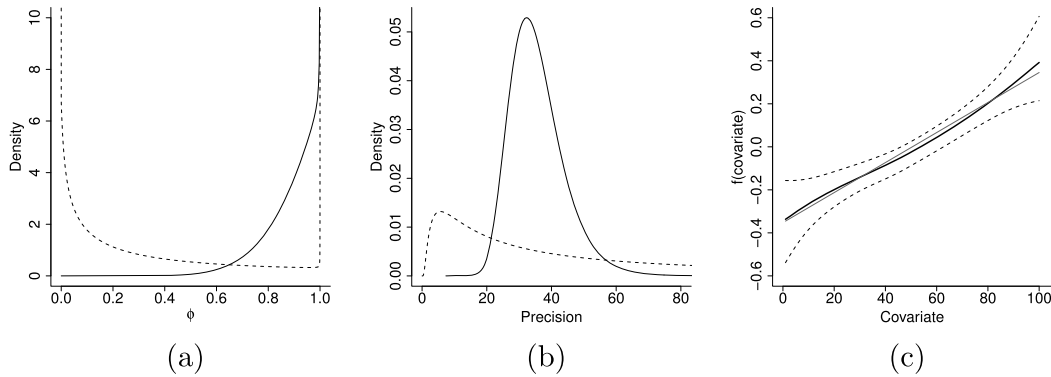 Density
0
2
4
6
8
10
0.0 0.2 0.4 0.6 0.8 1.0
ϕ
(a)
Density
0.00
0.01
0.02
0.03
0.04
0.05
0 20 40 60 80
Precision
(b)
f(covariate)
−0.6
−0.4
−0.2
0.0
0.2
0.4
0.6
0 20 40 60 80 100
Covariate
(c)